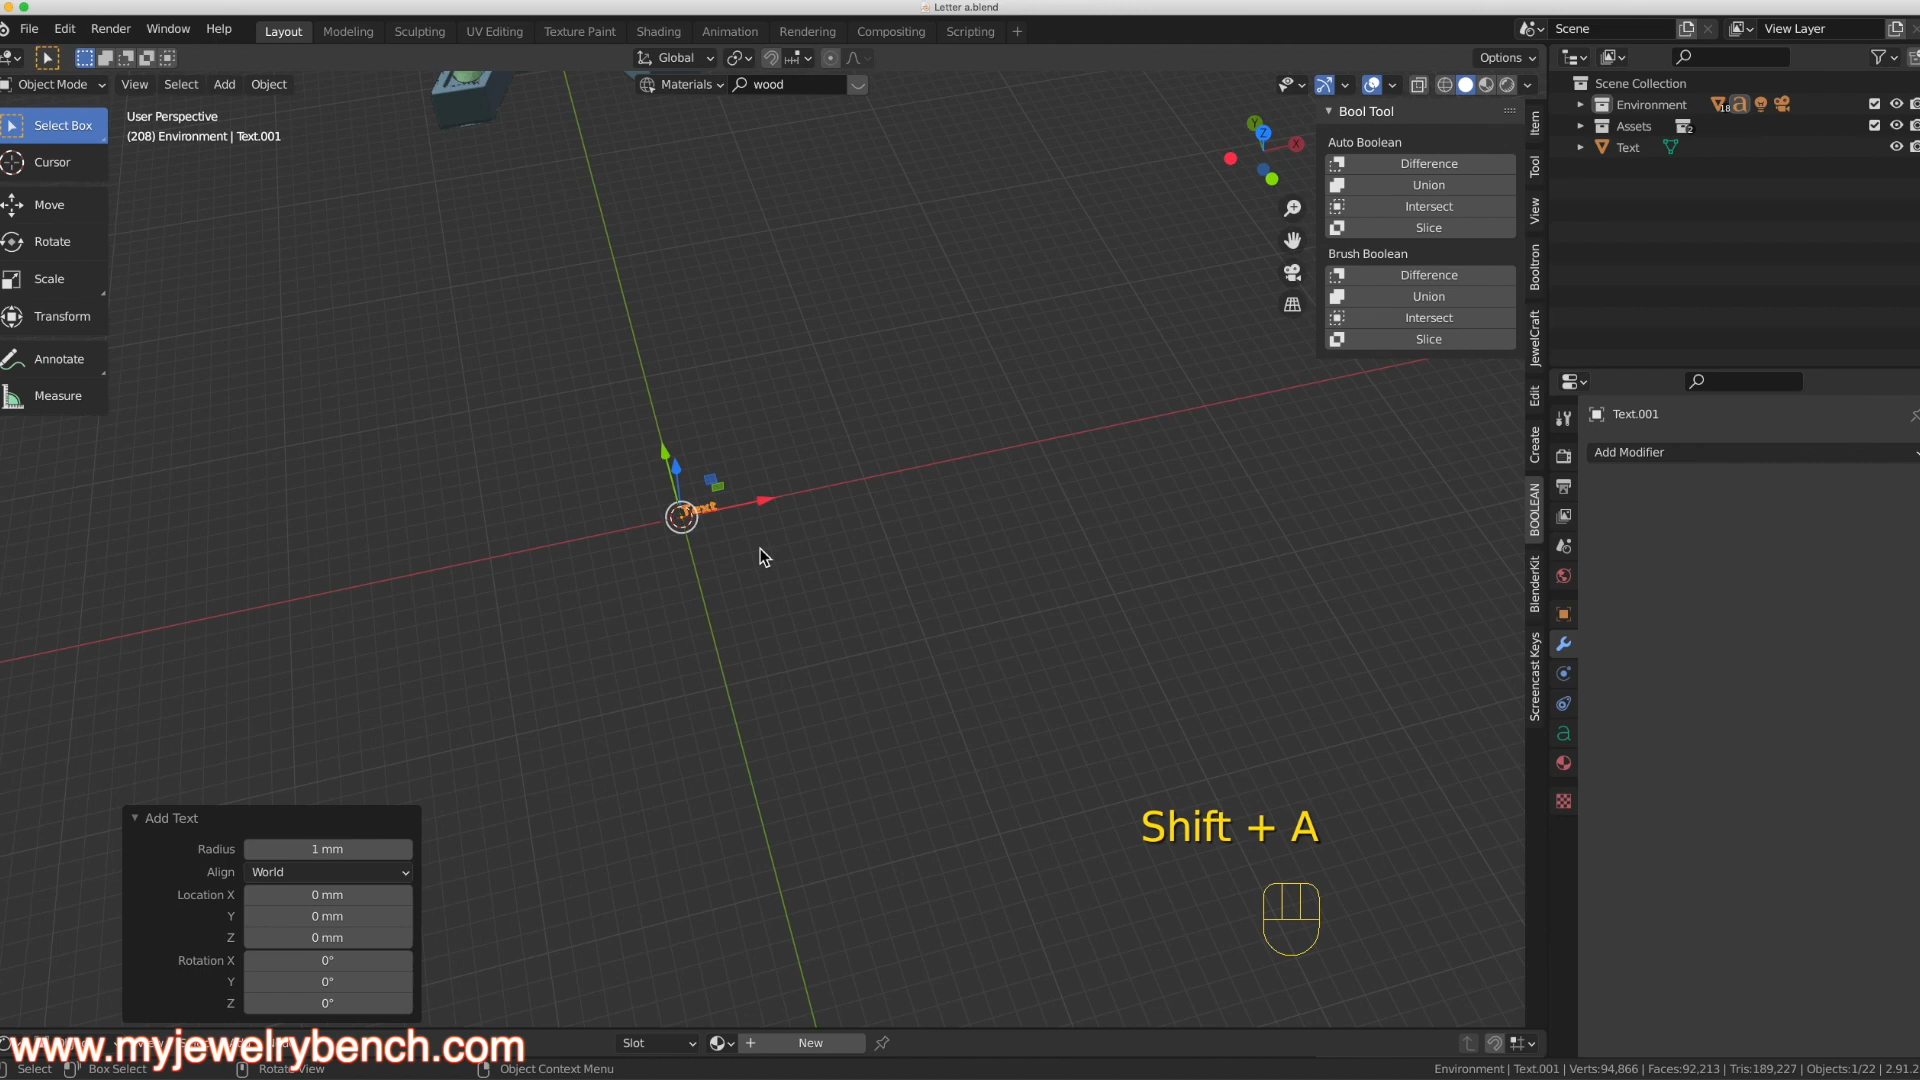 Letter a.blend
File Edit Render Window Help Layout Modeling Sculpting UV Editing Texture Paint Shading Animation Rendering Compositing Scripting + Scene View Layer
Global Options
Object Mode View Select Add Object Materials wood
User Perspective
(208) Environment | Text.001
Select Box
Cursor
Move
Rotate
Scale
Transform
Annotate
Measure
Y
Z
X
Text
Bool Tool
Auto Boolean
Difference
Union
Intersect
Slice
Brush Boolean
Difference
Union
Intersect
Slice
Item
Tool
View
Booltron
JewelCraft
Edit
Create
BOOLEAN
BlenderKit
Screencast Keys
Scene Collection
Environment 18
Assets 2
Text
Text.001
Add Modifier
Shift + A
Add Text
Radius 1 mm
Align World
Location X 0 mm
Y 0 mm
Z 0 mm
Rotation X 0°
Y 0°
Z 0°
www.myjewelrybench.com
Slot New
Select Box Select Rotate View Object Context Menu
Environment | Text.001 | Verts:94,866 | Faces:92,213 | Tris:189,227 | Objects:1/22 | 2.91.2